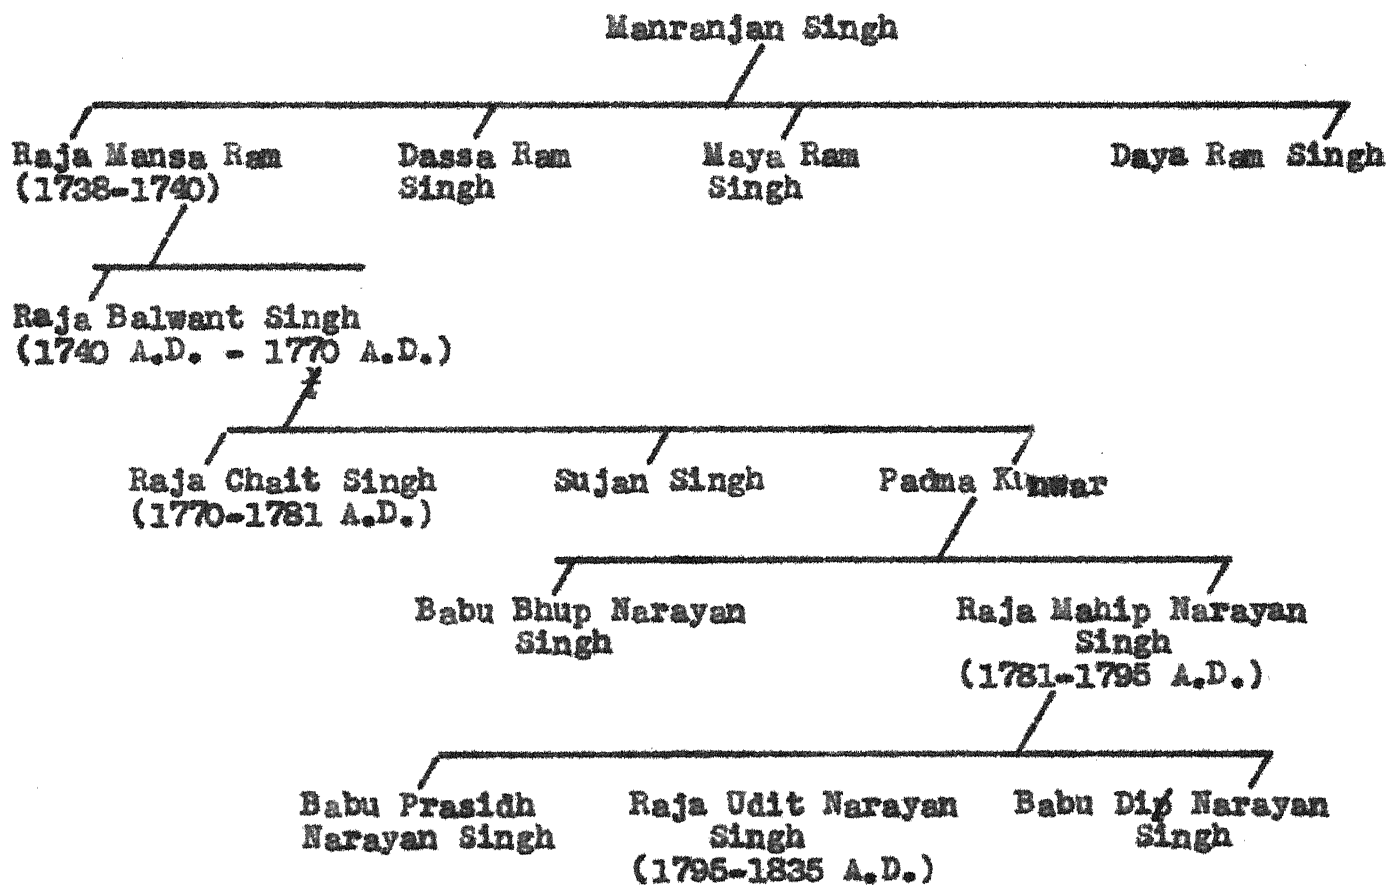 Manranjan Singh
Raja Mansa Ram
(1738-1740)
Dassa Ram
Singh
Maya Ram
Singh
Daya Ram Singh
Raja Balwant Singh
(1740 A.D. - 1770 A.D.)
Raja Chait Singh
(1770-1781 A.D.)
Sujan Singh
Padma Kunwar
Babu Bhup Narayan
Singh
Raja Mahip Narayan
Singh
(1781-1795 A.D.)
Babu Prasidh
Narayan Singh
Raja Udit Narayan
Singh
(1795-1835 A.D.)
Babu Dip Narayan
Singh